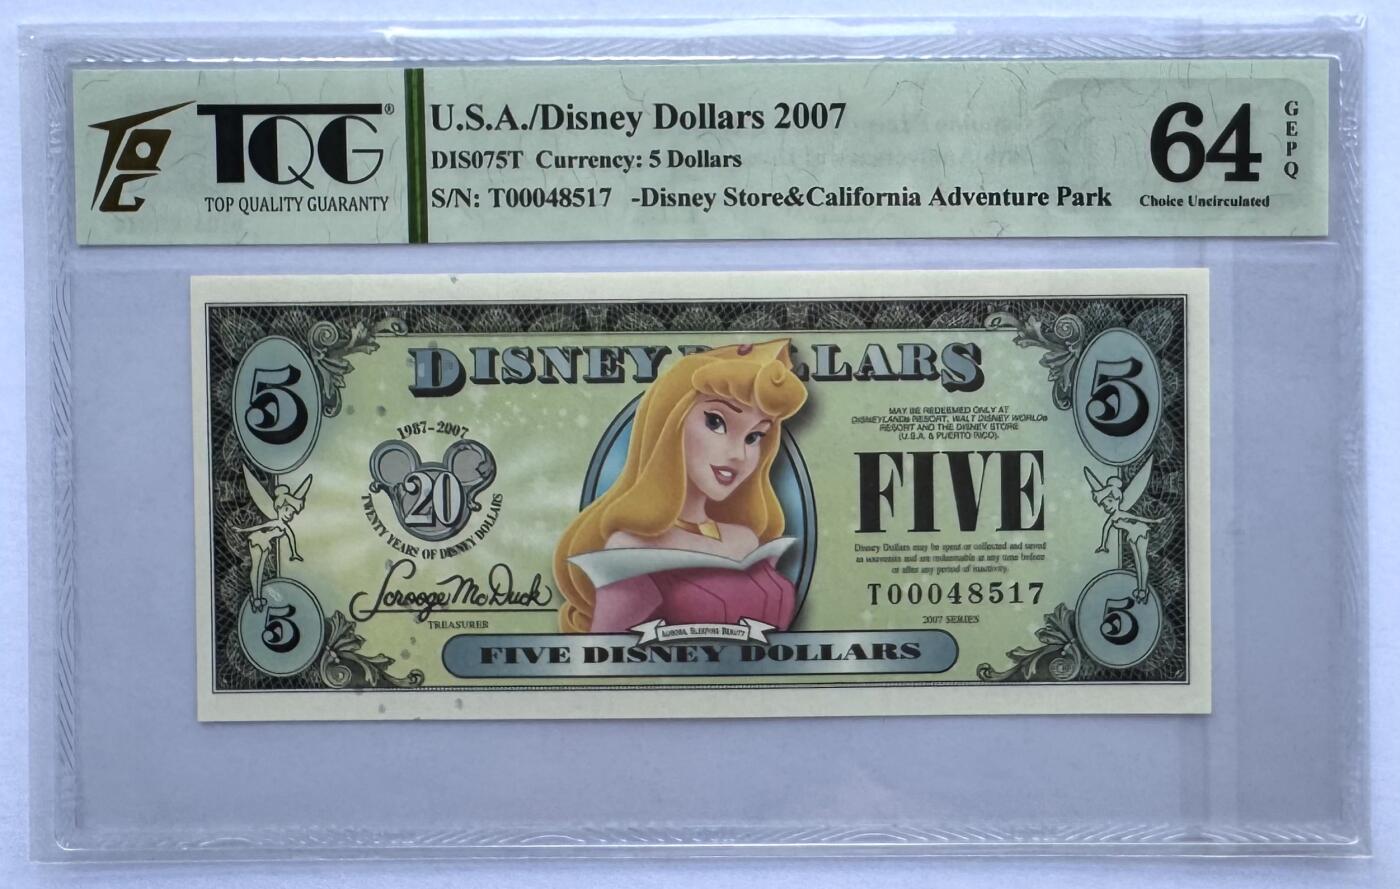 TQG®
TOP QUALITY GUARANTY
U.S.A./Disney Dollars 2007
DIS075T Currency: 5 Dollars
S/N: T00048517 -Disney Store&California Adventure Park
64
GEPQ
Choice Uncirculated
DISNEY DOLLARS
5
5
1987-2007
20
TWENTY YEARS OF DISNEY DOLLARS
MAY BE REDEEMED ONLY AT
DISNEYLAND® RESORT, WALT DISNEY WORLD®
RESORT AND THE DISNEY STORE
(U.S.A. & PUERTO RICO).
FIVE
Disney Dollars may be spent or collected and saved
as souvenirs and are redeemable at any time before
or after any period of inactivity.
Scrooge McDuck
TREASURER
T00048517
2007 SERIES
5
5
AURORA, SLEEPING BEAUTY
FIVE DISNEY DOLLARS